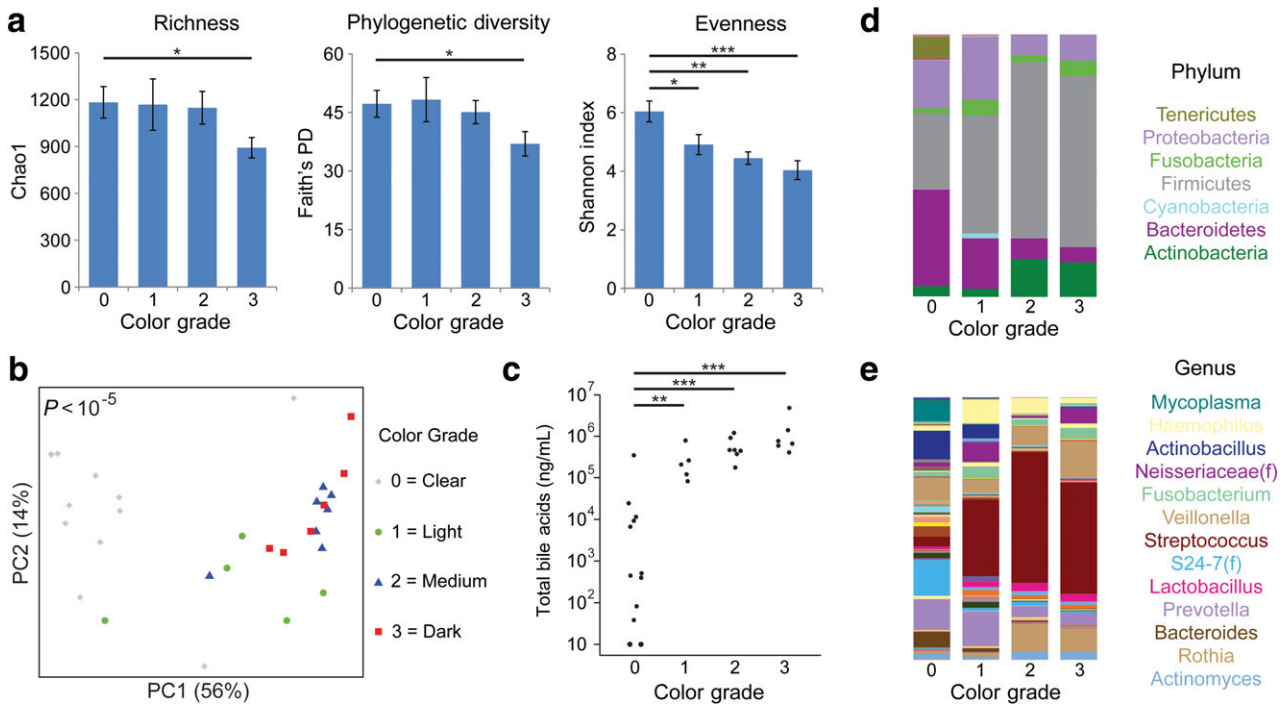 a
Richness
Chao1
1500
1200
900
600
300
0
*
0 1 2 3
Color grade
Phylogenetic diversity
Faith's PD
60
45
30
15
0
*
0 1 2 3
Color grade
Evenness
Shannon index
8
6
4
2
0
***
**
*
0 1 2 3
Color grade
b
P < 10⁻⁵
PC2 (14%)
PC1 (56%)
Color Grade
0 = Clear
1 = Light
2 = Medium
3 = Dark
c
Total bile acids (ng/mL)
10⁷
10⁶
10⁵
10⁴
10³
10²
10
***
***
**
0 1 2 3
Color grade
d
0 1 2 3
Color grade
Phylum
Tenericutes
Proteobacteria
Fusobacteria
Firmicutes
Cyanobacteria
Bacteroidetes
Actinobacteria
e
0 1 2 3
Color grade
Genus
Mycoplasma
Haemophilus
Actinobacillus
Neisseriaceae(f)
Fusobacterium
Veillonella
Streptococcus
S24-7(f)
Lactobacillus
Prevotella
Bacteroides
Rothia
Actinomyces